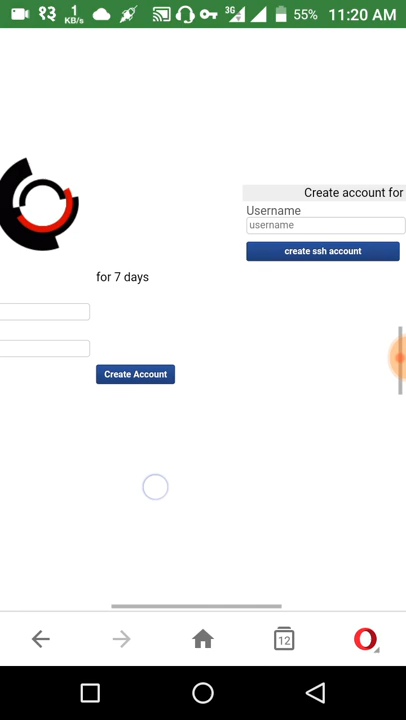 १३ 1 KB/s 3G 55% 11:20 AM
Create account for
Username
username
create ssh account
for 7 days
Create Account
12